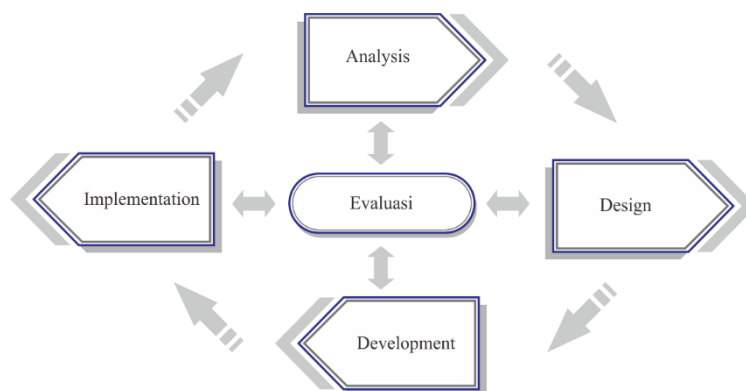 Analysis
Implementation
Evaluasi
Design
Development